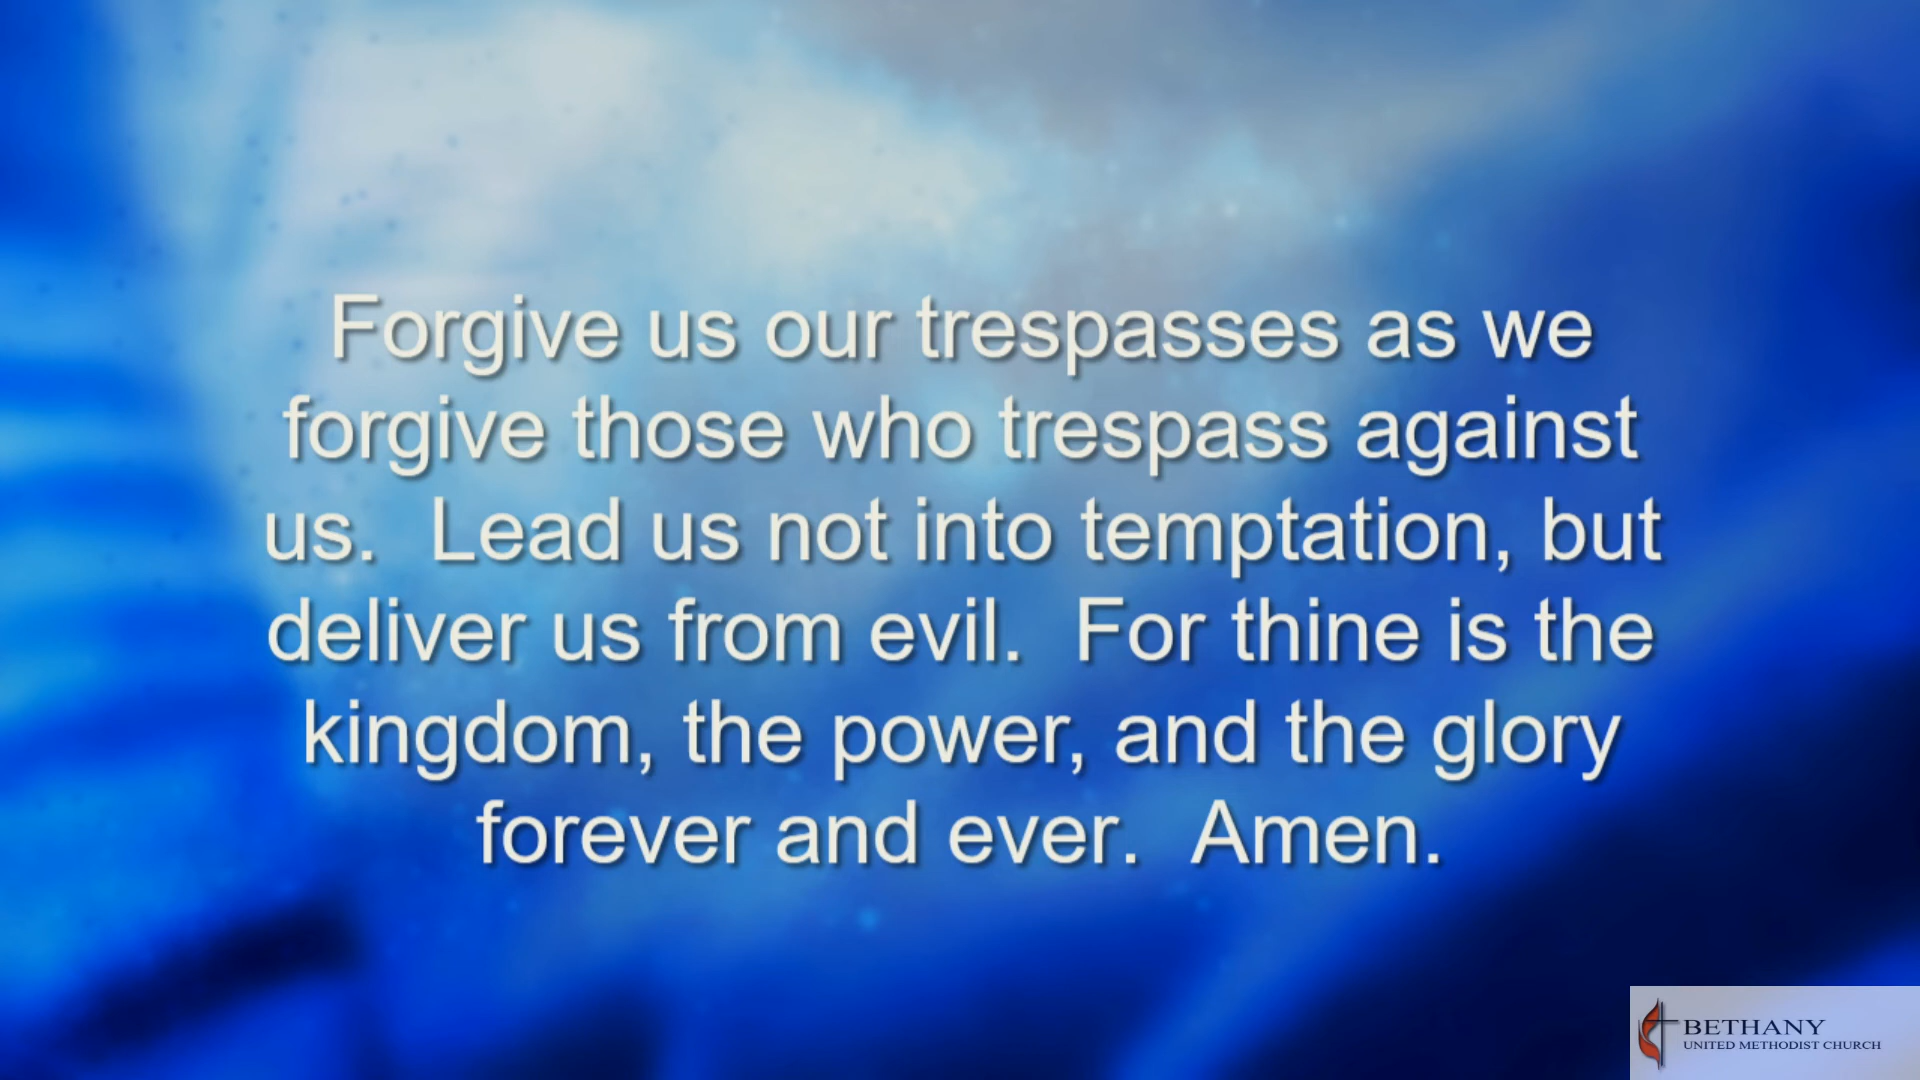 Forgive us our trespasses as we
forgive those who trespass against
us.  Lead us not into temptation, but
deliver us from evil.  For thine is the
kingdom, the power, and the glory
forever and ever.  Amen.
BETHANY
UNITED METHODIST CHURCH